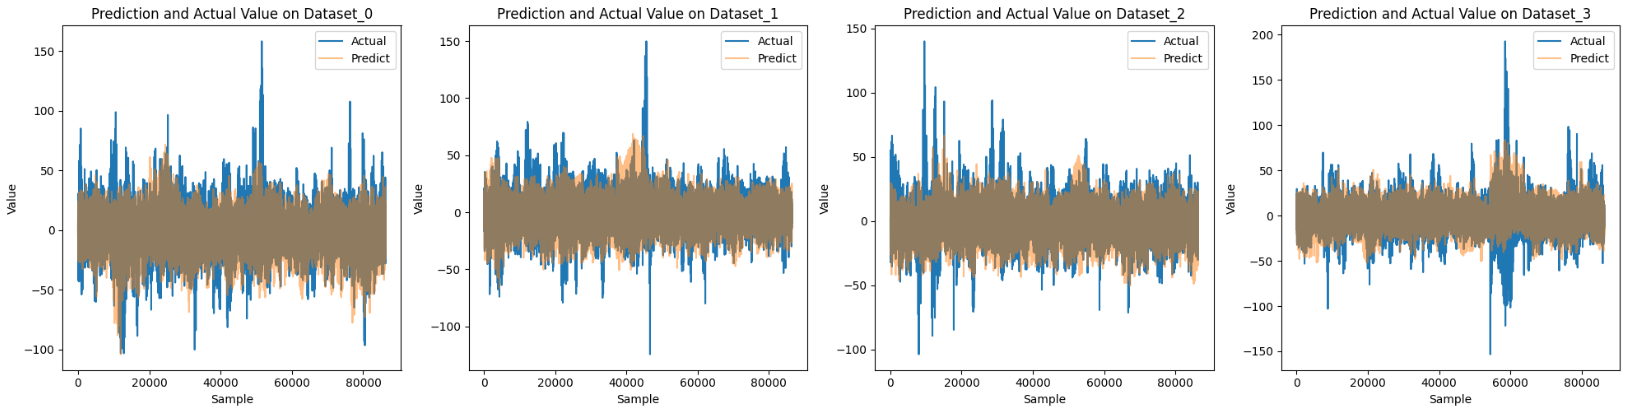 Prediction and Actual Value on Dataset_0
Actual
Predict
150
100
50
0
−50
−100
Value
0
20000
40000
60000
80000
Sample
Prediction and Actual Value on Dataset_1
Actual
Predict
150
100
50
0
−50
−100
Value
0
20000
40000
60000
80000
Sample
Prediction and Actual Value on Dataset_2
Actual
Predict
150
100
50
0
−50
−100
Value
0
20000
40000
60000
80000
Sample
Prediction and Actual Value on Dataset_3
Actual
Predict
200
150
100
50
0
−50
−100
−150
Value
0
20000
40000
60000
80000
Sample